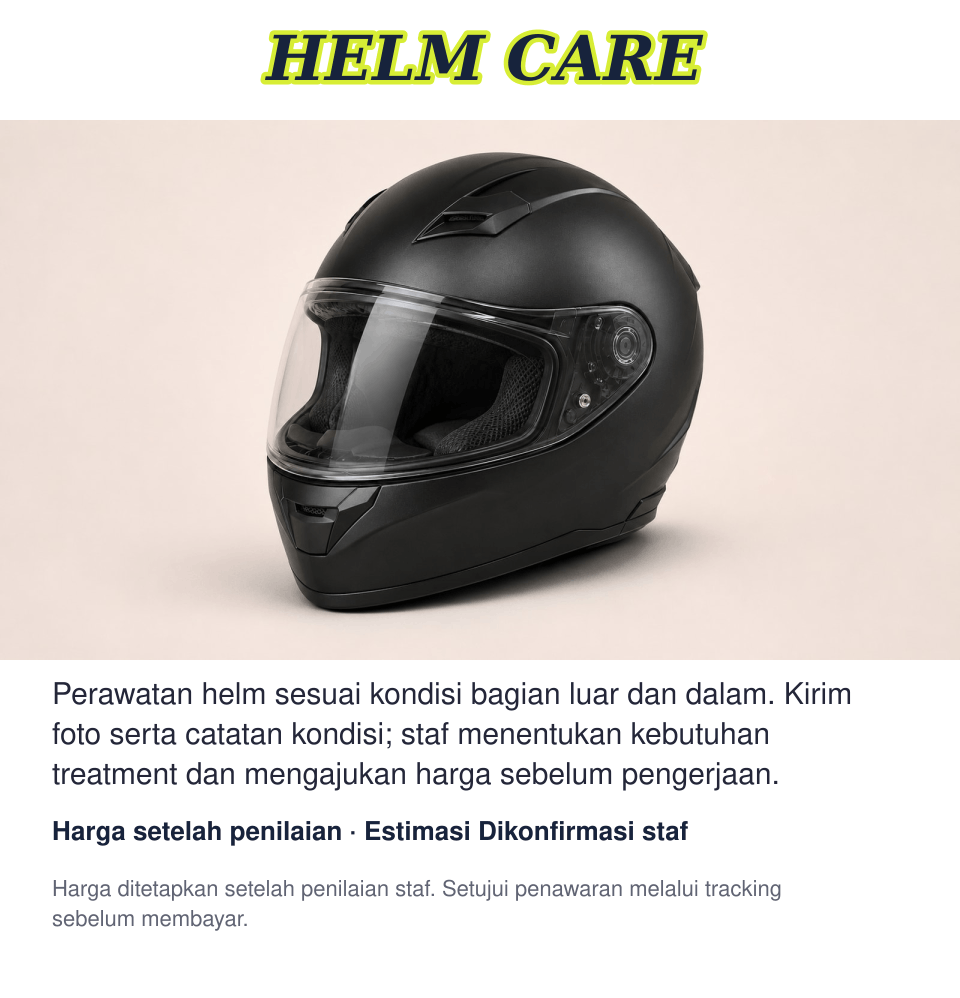 HELM CARE
Perawatan helm sesuai kondisi bagian luar dan dalam. Kirim
foto serta catatan kondisi; staf menentukan kebutuhan
treatment dan mengajukan harga sebelum pengerjaan.
Harga setelah penilaian · Estimasi Dikonfirmasi staf
Harga ditetapkan setelah penilaian staf. Setujui penawaran melalui tracking
sebelum membayar.